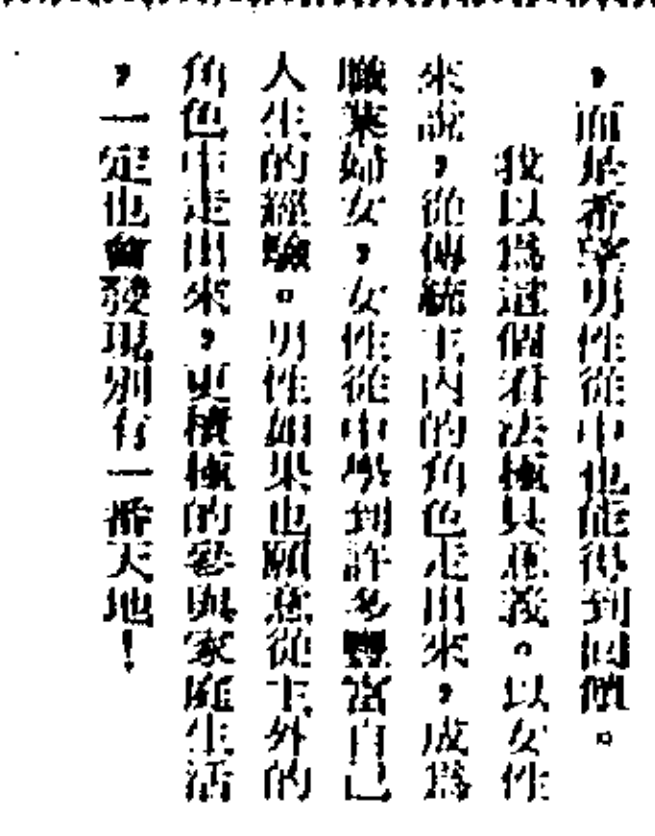 ，而是希望男性從中也能得到回饋。
我以為這個看法極具意義。以女性
來說，從傳統主內的角色走出來，成為
職業婦女，女性從中學到許多豐富自己
人生的經驗。男性如果也願意從主外的
角色中走出來，更積極的參與家庭生活
，一定也會發現別有一番天地！